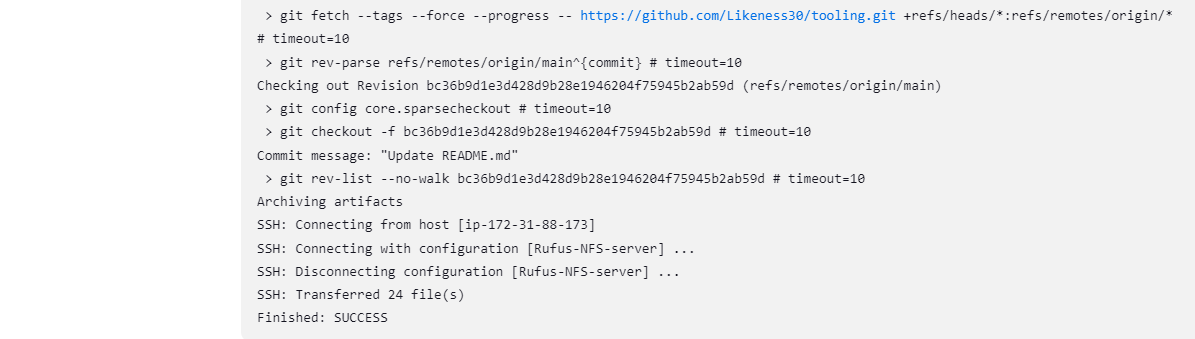 > git fetch --tags --force --progress -- https://github.com/Likeness30/tooling.git +refs/heads/*:refs/remotes/origin/*
# timeout=10
> git rev-parse refs/remotes/origin/main^{commit} # timeout=10
Checking out Revision bc36b9d1e3d428d9b28e1946204f75945b2ab59d (refs/remotes/origin/main)
> git config core.sparsecheckout # timeout=10
> git checkout -f bc36b9d1e3d428d9b28e1946204f75945b2ab59d # timeout=10
Commit message: "Update README.md"
> git rev-list --no-walk bc36b9d1e3d428d9b28e1946204f75945b2ab59d # timeout=10
Archiving artifacts
SSH: Connecting from host [ip-172-31-88-173]
SSH: Connecting with configuration [Rufus-NFS-server] ...
SSH: Disconnecting configuration [Rufus-NFS-server] ...
SSH: Transferred 24 file(s)
Finished: SUCCESS